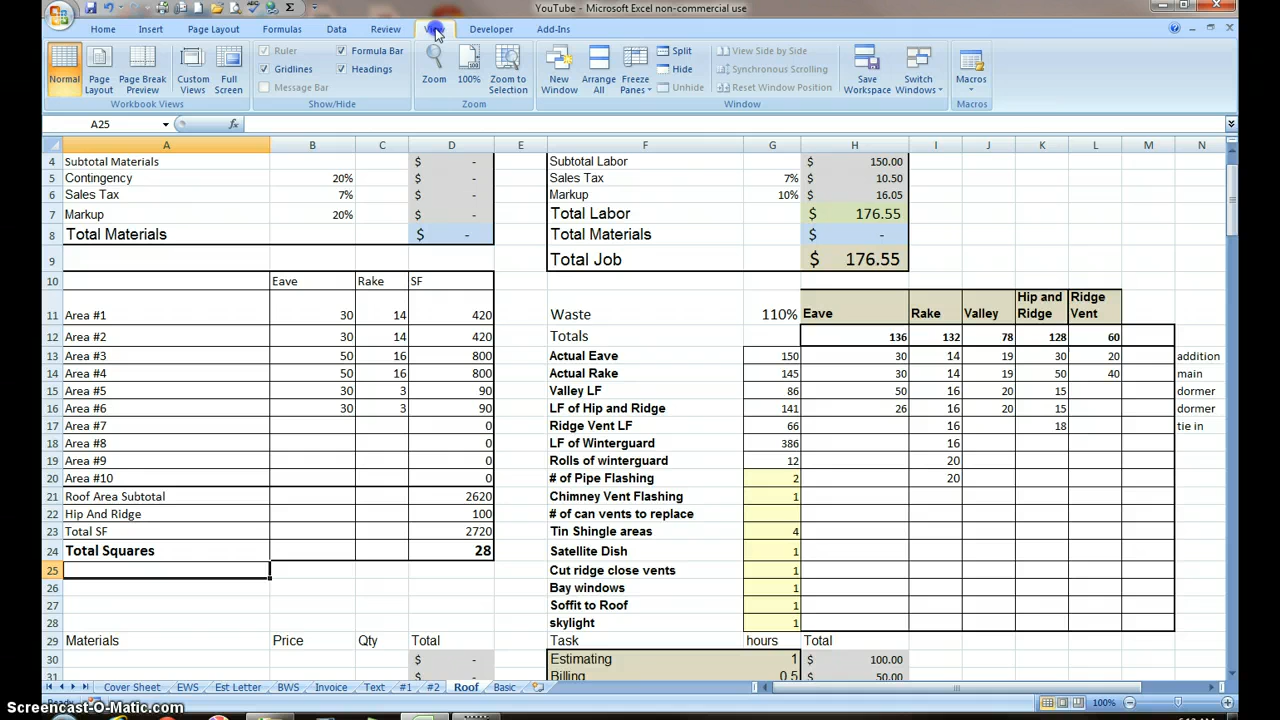 YouTube - Microsoft Excel non-commercial use
Home Insert Page Layout Formulas Data Review View Developer Add-Ins
Normal Page Layout Page Break Preview Custom Views Full Screen
Workbook Views
Ruler Formula Bar
Gridlines Headings
Message Bar
Show/Hide
Zoom 100% Zoom to Selection
Zoom
New Window Arrange All Freeze Panes
Split View Side by Side
Hide Synchronous Scrolling
Unhide Reset Window Position
Save Workspace Switch Windows
Window
Macros
Macros
A25 fx
A B C D E F G H I J K L M N
4 Subtotal Materials $ - Subtotal Labor $ 150.00
5 Contingency 20% $ - Sales Tax 7% $ 10.50
6 Sales Tax 7% $ - Markup 10% $ 16.05
7 Markup 20% $ - Total Labor $ 176.55
8 Total Materials $ - Total Materials $ -
9 Total Job $ 176.55
10 Eave Rake SF
11 Area #1 30 14 420 Waste 110% Eave Rake Valley Hip and Ridge Ridge Vent
12 Area #2 30 14 420 Totals 136 132 78 128 60
13 Area #3 50 16 800 Actual Eave 150 30 14 19 30 20 addition
14 Area #4 50 16 800 Actual Rake 145 30 14 19 50 40 main
15 Area #5 30 3 90 Valley LF 86 50 16 20 15 dormer
16 Area #6 30 3 90 LF of Hip and Ridge 141 26 16 20 15 dormer
17 Area #7 0 Ridge Vent LF 66 16 18 tie in
18 Area #8 0 LF of Winterguard 386 16
19 Area #9 0 Rolls of winterguard 12 20
20 Area #10 0 # of Pipe Flashing 2 20
21 Roof Area Subtotal 2620 Chimney Vent Flashing 1
22 Hip And Ridge 100 # of can vents to replace
23 Total SF 2720 Tin Shingle areas 4
24 Total Squares 28 Satellite Dish 1
25 Cut ridge close vents 1
26 Bay windows 1
27 Soffit to Roof 1
28 skylight 1
29 Materials Price Qty Total Task hours Total
30 $ - Estimating 1 $ 100.00
31 $ - Billing 0.5 $ 50.00
Cover Sheet EWS Est Letter BWS Invoice Text #1 #2 Roof Basic
100%
Screencast-O-Matic.com